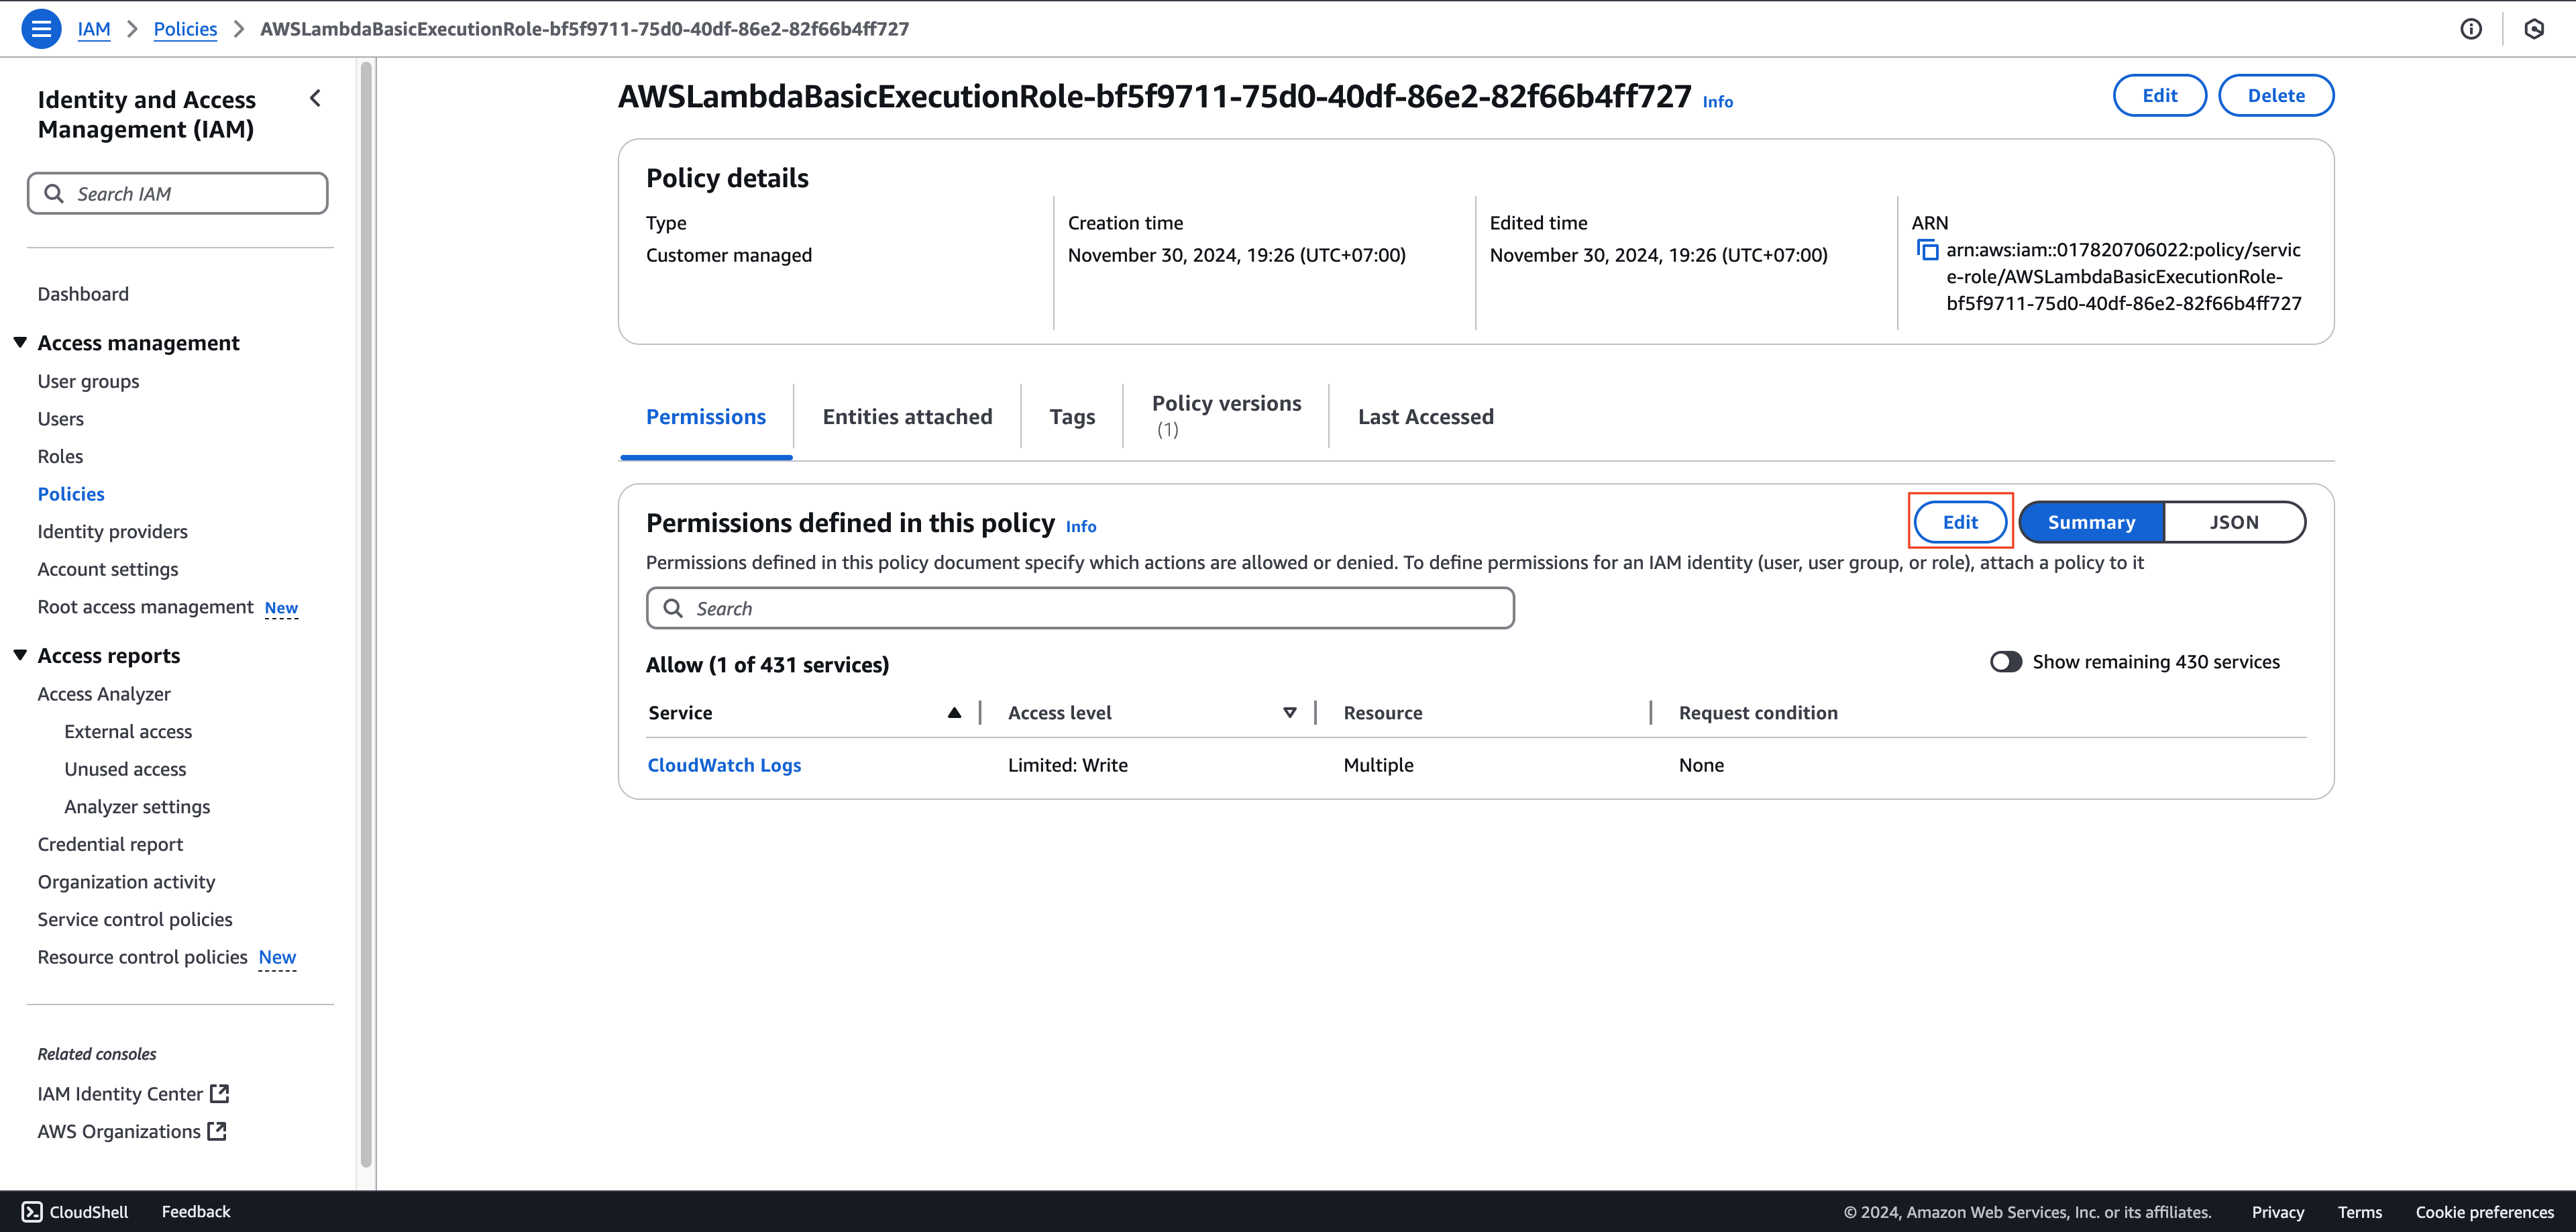 IAM > Policies > AWSLambdaBasicExecutionRole-bf5f9711-75d0-40df-86e2-82f66b4ff727
Identity and Access
Management (IAM)
Search IAM
Dashboard
Access management
User groups
Users
Roles
Policies
Identity providers
Account settings
Root access management New
Access reports
Access Analyzer
External access
Unused access
Analyzer settings
Credential report
Organization activity
Service control policies
Resource control policies New
Related consoles
IAM Identity Center
AWS Organizations
AWSLambdaBasicExecutionRole-bf5f9711-75d0-40df-86e2-82f66b4ff727 Info
Edit Delete
Policy details
Type
Customer managed
Creation time
November 30, 2024, 19:26 (UTC+07:00)
Edited time
November 30, 2024, 19:26 (UTC+07:00)
ARN
arn:aws:iam::017820706022:policy/servic
e-role/AWSLambdaBasicExecutionRole-
bf5f9711-75d0-40df-86e2-82f66b4ff727
Permissions
Entities attached
Tags
Policy versions
(1)
Last Accessed
Permissions defined in this policy Info
Edit Summary JSON
Permissions defined in this policy document specify which actions are allowed or denied. To define permissions for an IAM identity (user, user group, or role), attach a policy to it
Search
Allow (1 of 431 services)
Show remaining 430 services
Service Access level Resource Request condition
CloudWatch Logs Limited: Write Multiple None
CloudShell Feedback
© 2024, Amazon Web Services, Inc. or its affiliates. Privacy Terms Cookie preferences